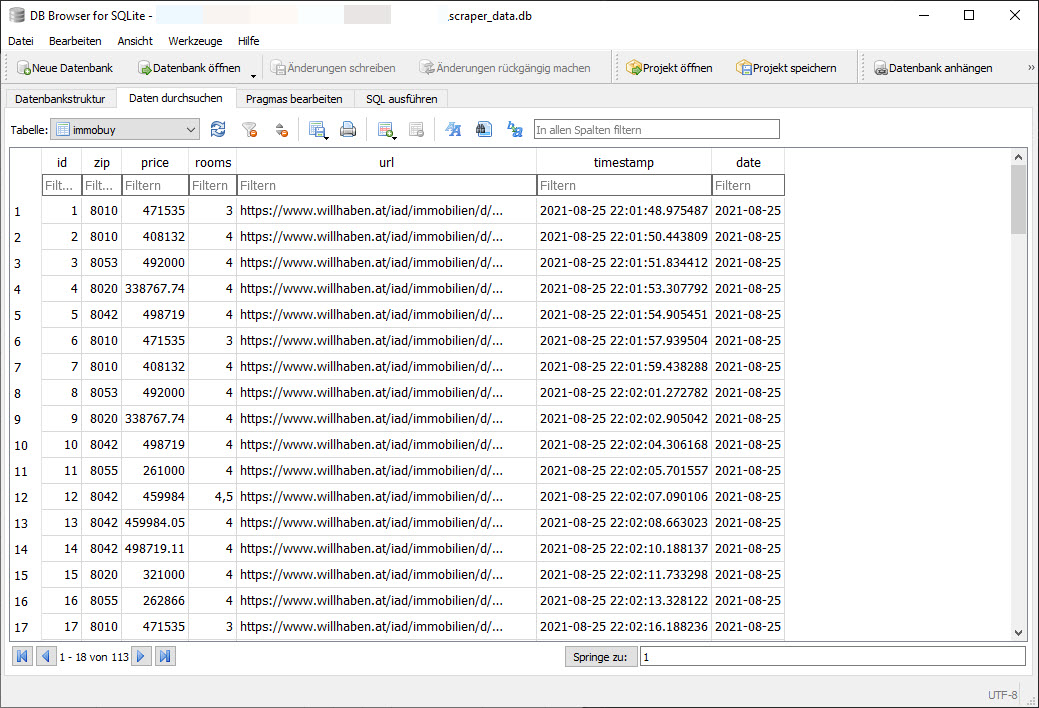 DB Browser for SQLite - scraper_data.db
Datei Bearbeiten Ansicht Werkzeuge Hilfe
Neue Datenbank Datenbank öffnen Änderungen schreiben Änderungen rückgängig machen Projekt öffnen Projekt speichern Datenbank anhängen »
Datenbankstruktur Daten durchsuchen Pragmas bearbeiten SQL ausführen
Tabelle: immobuy In allen Spalten filtern
id zip price rooms url timestamp date
Filt... Filt... Filtern Filtern Filtern Filtern Filtern
1 1 8010 471535 3 https://www.willhaben.at/iad/immobilien/d/... 2021-08-25 22:01:48.975487 2021-08-25
2 2 8010 408132 4 https://www.willhaben.at/iad/immobilien/d/... 2021-08-25 22:01:50.443809 2021-08-25
3 3 8053 492000 4 https://www.willhaben.at/iad/immobilien/d/... 2021-08-25 22:01:51.834412 2021-08-25
4 4 8020 338767.74 4 https://www.willhaben.at/iad/immobilien/d/... 2021-08-25 22:01:53.307792 2021-08-25
5 5 8042 498719 4 https://www.willhaben.at/iad/immobilien/d/... 2021-08-25 22:01:54.905451 2021-08-25
6 6 8010 471535 3 https://www.willhaben.at/iad/immobilien/d/... 2021-08-25 22:01:57.939504 2021-08-25
7 7 8010 408132 4 https://www.willhaben.at/iad/immobilien/d/... 2021-08-25 22:01:59.438288 2021-08-25
8 8 8053 492000 4 https://www.willhaben.at/iad/immobilien/d/... 2021-08-25 22:02:01.272782 2021-08-25
9 9 8020 338767.74 4 https://www.willhaben.at/iad/immobilien/d/... 2021-08-25 22:02:02.905042 2021-08-25
10 10 8042 498719 4 https://www.willhaben.at/iad/immobilien/d/... 2021-08-25 22:02:04.306168 2021-08-25
11 11 8055 261000 4 https://www.willhaben.at/iad/immobilien/d/... 2021-08-25 22:02:05.701557 2021-08-25
12 12 8042 459984 4,5 https://www.willhaben.at/iad/immobilien/d/... 2021-08-25 22:02:07.090106 2021-08-25
13 13 8042 459984.05 4 https://www.willhaben.at/iad/immobilien/d/... 2021-08-25 22:02:08.663023 2021-08-25
14 14 8042 498719.11 4 https://www.willhaben.at/iad/immobilien/d/... 2021-08-25 22:02:10.188137 2021-08-25
15 15 8020 321000 4 https://www.willhaben.at/iad/immobilien/d/... 2021-08-25 22:02:11.733298 2021-08-25
16 16 8055 262866 4 https://www.willhaben.at/iad/immobilien/d/... 2021-08-25 22:02:13.328122 2021-08-25
17 17 8010 471535 3 https://www.willhaben.at/iad/immobilien/d/... 2021-08-25 22:02:16.188236 2021-08-25
1 - 18 von 113 Springe zu: 1
UTF-8